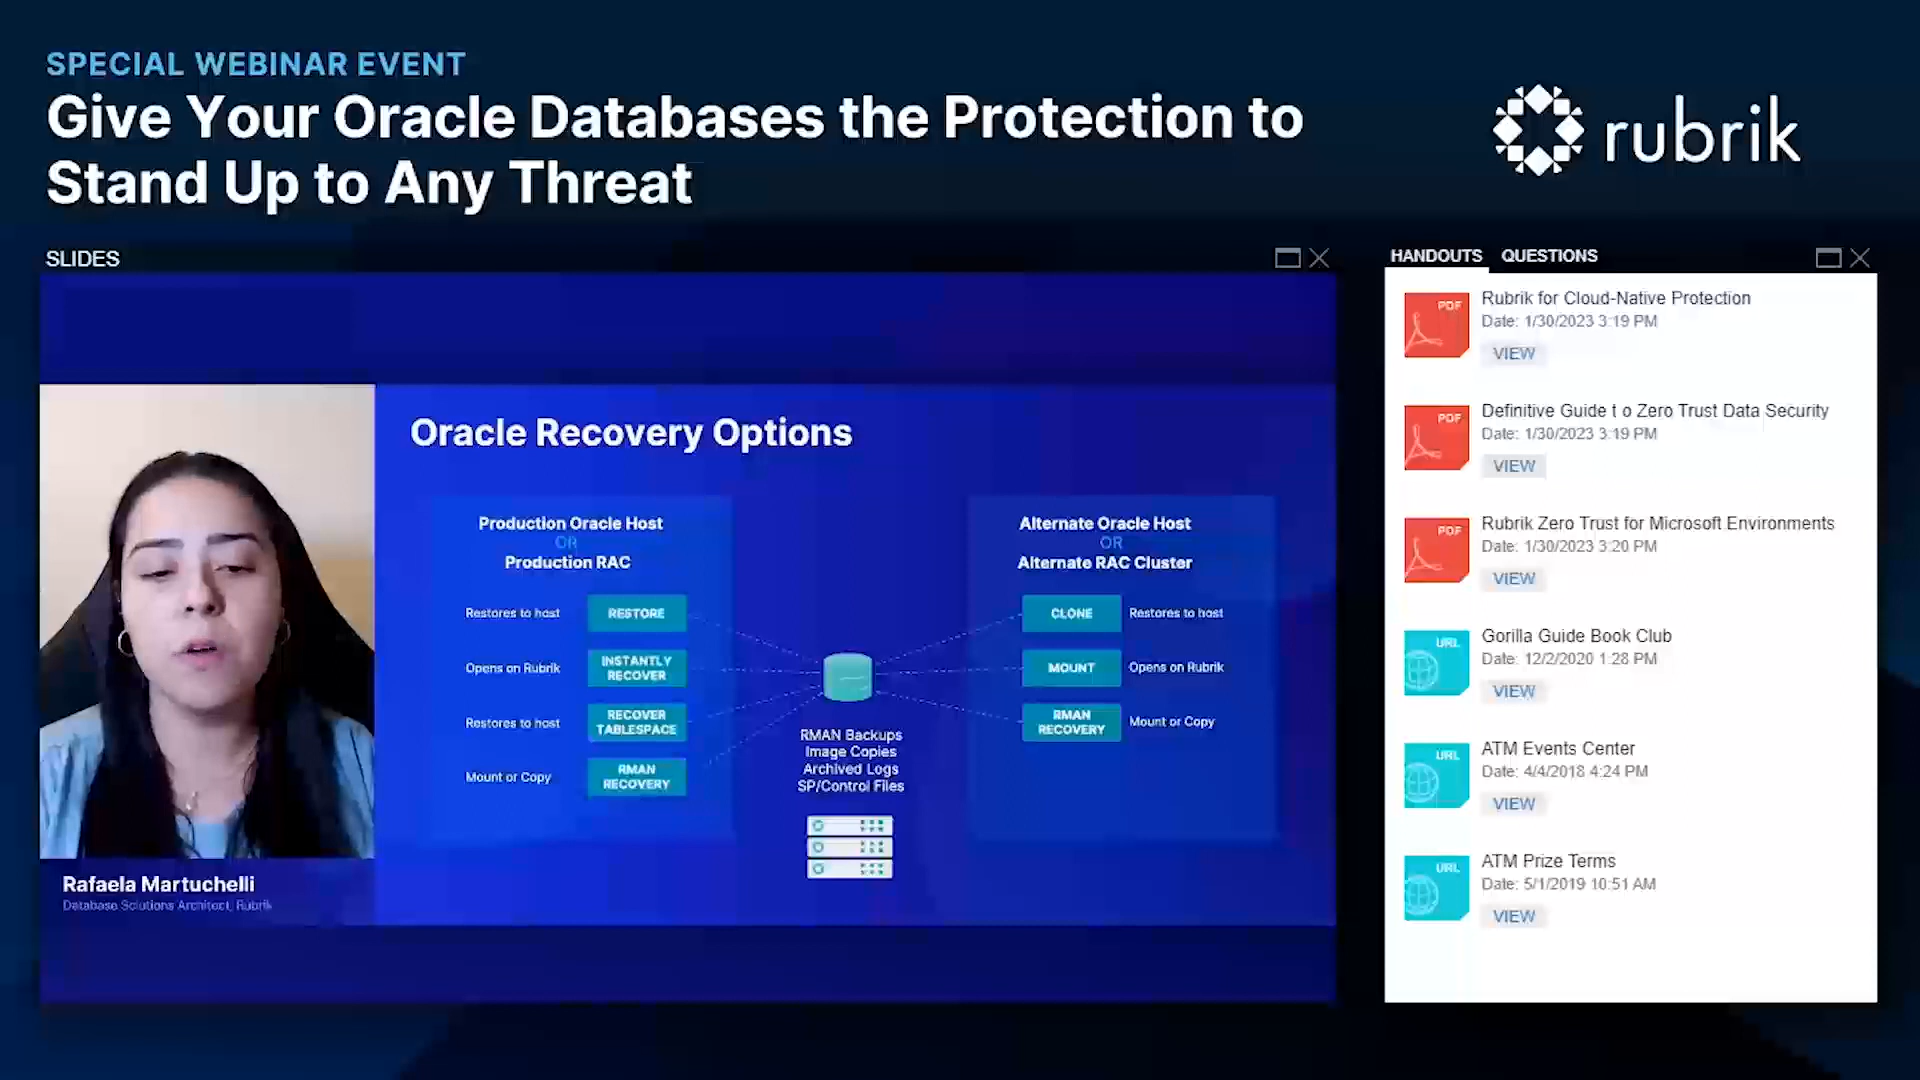 SPECIAL WEBINAR EVENT
Give Your Oracle Databases the Protection to
Stand Up to Any Threat
rubrik
SLIDES
Oracle Recovery Options
Production Oracle Host
OR
Production RAC
Restores to host
RESTORE
Opens on Rubrik
INSTANTLY
RECOVER
Restores to host
RECOVER
TABLESPACE
Mount or Copy
RMAN
RECOVERY
RMAN Backups
Image Copies
Archived Logs
SP/Control Files
Alternate Oracle Host
OR
Alternate RAC Cluster
CLONE
Restores to host
MOUNT
Opens on Rubrik
RMAN
RECOVERY
Mount or Copy
Rafaela Martuchelli
Database Solutions Architect, Rubrik
HANDOUTS QUESTIONS
PDF
Rubrik for Cloud-Native Protection
Date: 1/30/2023 3:19 PM
VIEW
PDF
Definitive Guide t o Zero Trust Data Security
Date: 1/30/2023 3:19 PM
VIEW
PDF
Rubrik Zero Trust for Microsoft Environments
Date: 1/30/2023 3:20 PM
VIEW
URL
Gorilla Guide Book Club
Date: 12/2/2020 1:28 PM
VIEW
URL
ATM Events Center
Date: 4/4/2018 4:24 PM
VIEW
URL
ATM Prize Terms
Date: 5/1/2019 10:51 AM
VIEW